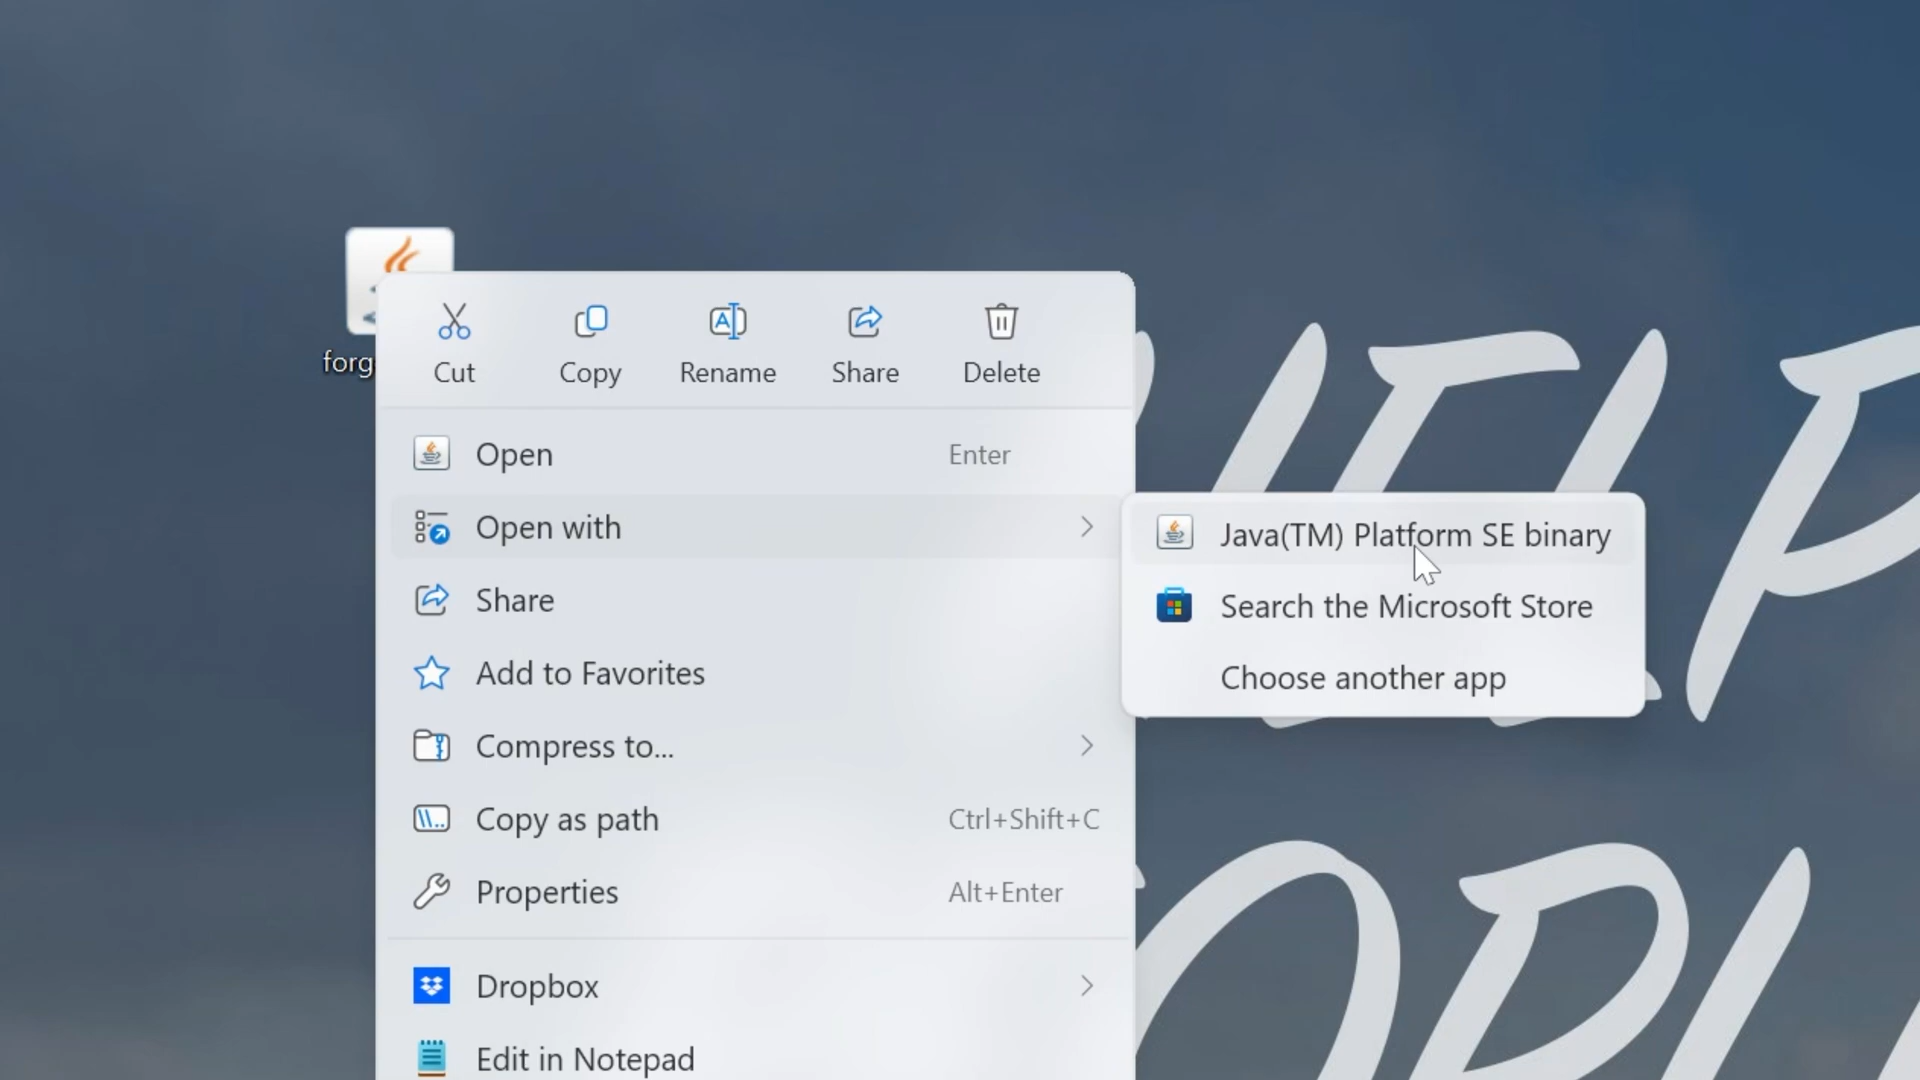 forg
Cut Copy Rename Share Delete
Open Enter
Open with
Java(TM) Platform SE binary
Share
Search the Microsoft Store
Add to Favorites
Choose another app
Compress to...
Copy as path Ctrl+Shift+C
Properties Alt+Enter
Dropbox
Edit in Notepad
HELP